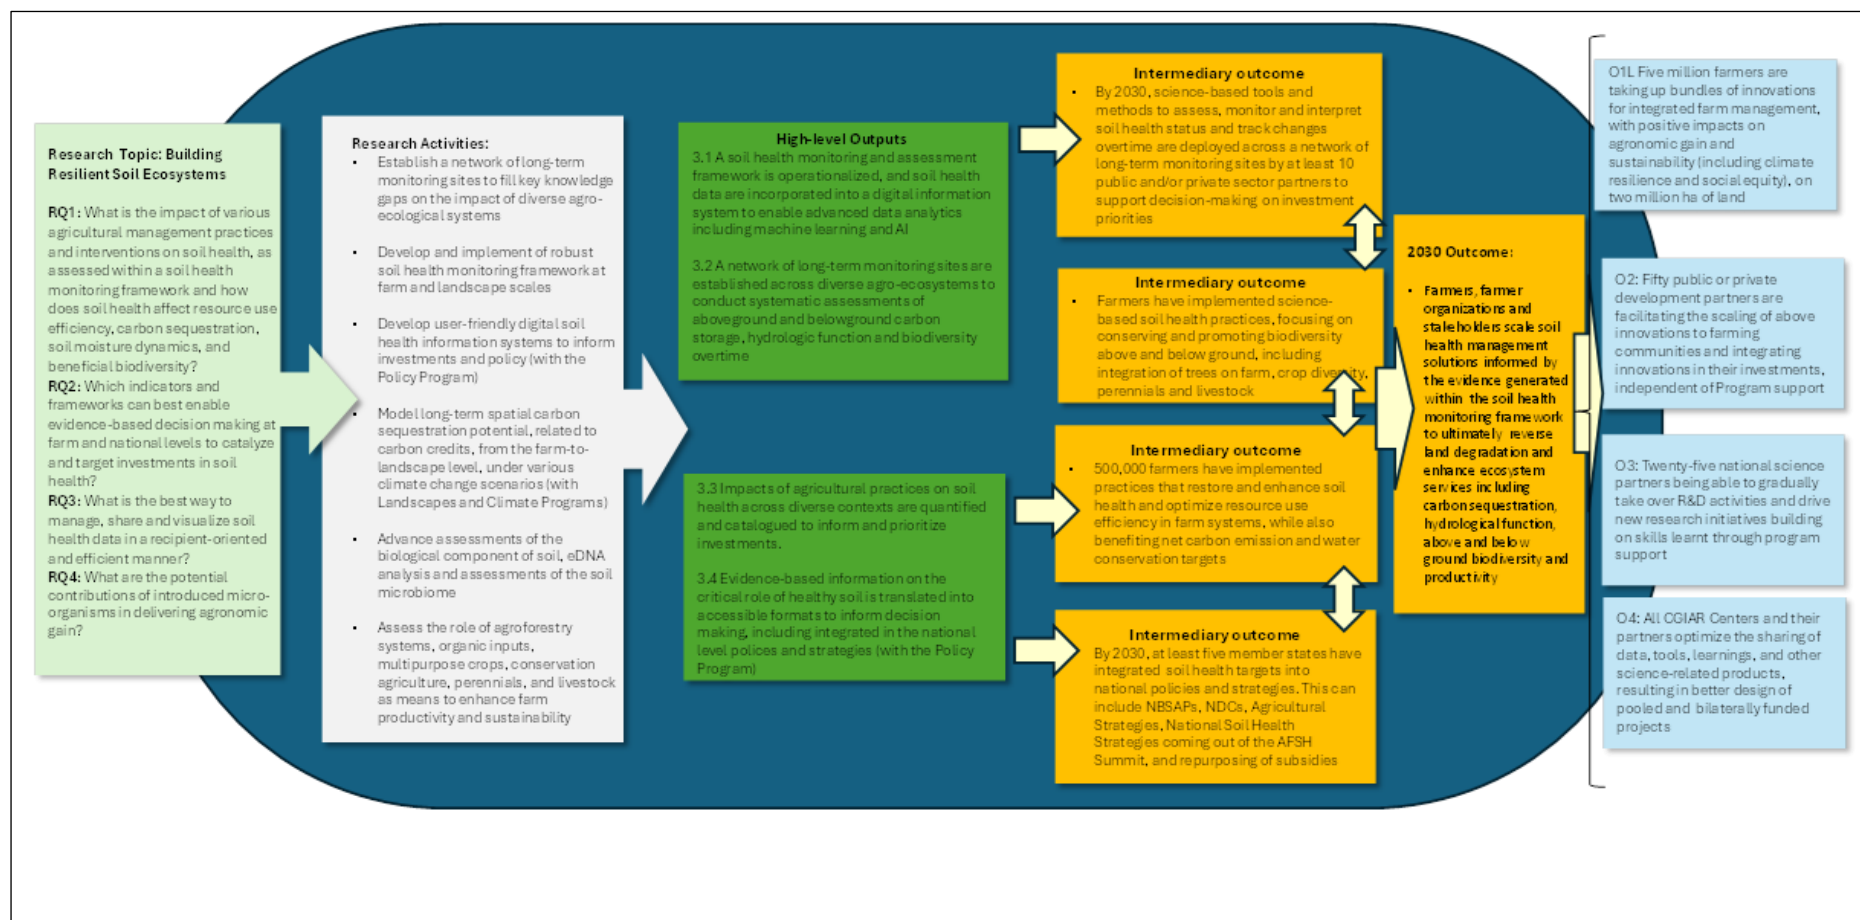 Research Topic: Building
Resilient Soil Ecosystems
RQ1: What is the impact of various
agricultural management practices
and interventions on soil health, as
assessed within a soil health
monitoring framework and how
does soil health affect resource use
efficiency, carbon sequestration,
soil moisture dynamics, and
beneficial biodiversity?
RQ2: Which indicators and
frameworks can best enable
evidence-based decision making at
farm and national levels to catalyze
and target investments in soil
health?
RQ3: What is the best way to
manage, share and visualize soil
health data in a recipient-oriented
and efficient manner?
RQ4: What are the potential
contributions of introduced micro-
organisms in delivering agronomic
gain?
Research Activities:
▪ Establish a network of long-term
monitoring sites to fill key knowledge
gaps on the impact of diverse agro-
ecological systems
▪ Develop and implement of robust
soil health monitoring framework at
farm and landscape scales
▪ Develop user-friendly digital soil
health information systems to inform
investments and policy (with the
Policy Program)
▪ Model long-term spatial carbon
sequestration potential, related to
carbon credits, from the farm-to-
landscape level, under various
climate change scenarios (with
Landscapes and Climate Programs)
▪ Advance assessments of the
biological component of soil, eDNA
analysis and assessments of the soil
microbiome
▪ Assess the role of agroforestry
systems, organic inputs,
multipurpose crops, conservation
agriculture, perennials, and livestock
as means to enhance farm
productivity and sustainability
High-level Outputs
3.1 A soil health monitoring and assessment
framework is operationalized, and soil health
data are incorporated into a digital information
system to enable advanced data analytics
including machine learning and AI
3.2 A network of long-term monitoring sites are
established across diverse agro-ecosystems to
conduct systematic assessments of
aboveground and belowground carbon
storage, hydrologic function and biodiversity
overtime
3.3 Impacts of agricultural practices on soil
health across diverse contexts are quantified
and catalogued to inform and prioritize
investments.
3.4 Evidence-based information on the
critical role of healthy soil is translated into
accessible formats to inform decision
making, including integrated in the national
level polices and strategies (with the Policy
Program)
Intermediary outcome
▪ By 2030, science-based tools and
methods to assess, monitor and interpret
soil health status and track changes
overtime are deployed across a network of
long-term monitoring sites by at least 10
public and/or private sector partners to
support decision-making on investment
priorities
Intermediary outcome
▪ Farmers have implemented science-
based soil health practices, focusing on
conserving and promoting biodiversity
above and below ground, including
integration of trees on farm, crop diversity,
perennials and livestock
Intermediary outcome
▪ 500,000 farmers have implemented
practices that restore and enhance soil
health and optimize resource use
efficiency in farm systems, while also
benefiting net carbon emission and water
conservation targets
Intermediary outcome
By 2030, at least five member states have
integrated soil health targets into
national policies and strategies. This can
include NBSAPs, NDCs, Agricultural
Strategies, National Soil Health
Strategies coming out of the AFSH
Summit, and repurposing of subsidies
2030 Outcome:
▪ Farmers, farmer
organizations and
stakeholders scale soil
health management
solutions informed by
the evidence generated
within the soil health
monitoring framework
to ultimately reverse
land degradation and
enhance ecosystem
services including
carbon sequestration,
hydrological function,
above and below
ground biodiversity and
productivity
O1L Five million farmers are
taking up bundles of innovations
for integrated farm management,
with positive impacts on
agronomic gain and
sustainability (including climate
resilience and social equity), on
two million ha of land
O2: Fifty public or private
development partners are
facilitating the scaling of above
innovations to farming
communities and integrating
innovations in their investments,
independent of Program support
O3: Twenty-five national science
partners being able to gradually
take over R&D activities and drive
new research initiatives building
on skills learnt through program
support
O4: All CGIAR Centers and their
partners optimize the sharing of
data, tools, learnings, and other
science-related products,
resulting in better design of
pooled and bilaterally funded
projects